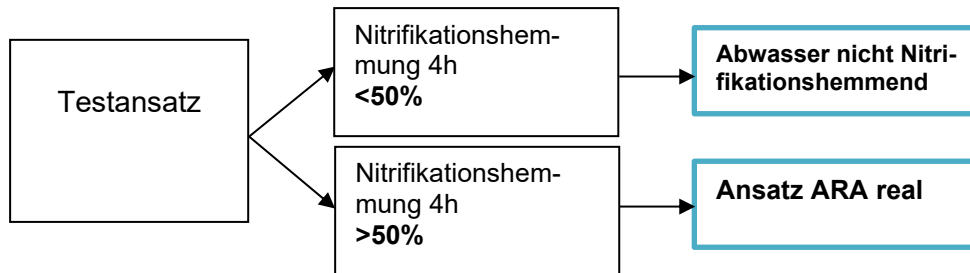 Testansatz
Nitrifikationshem-
mung 4h
<50%
Abwasser nicht Nitri-
fikationshemmend
Nitrifikationshem-
mung 4h
>50%
Ansatz ARA real